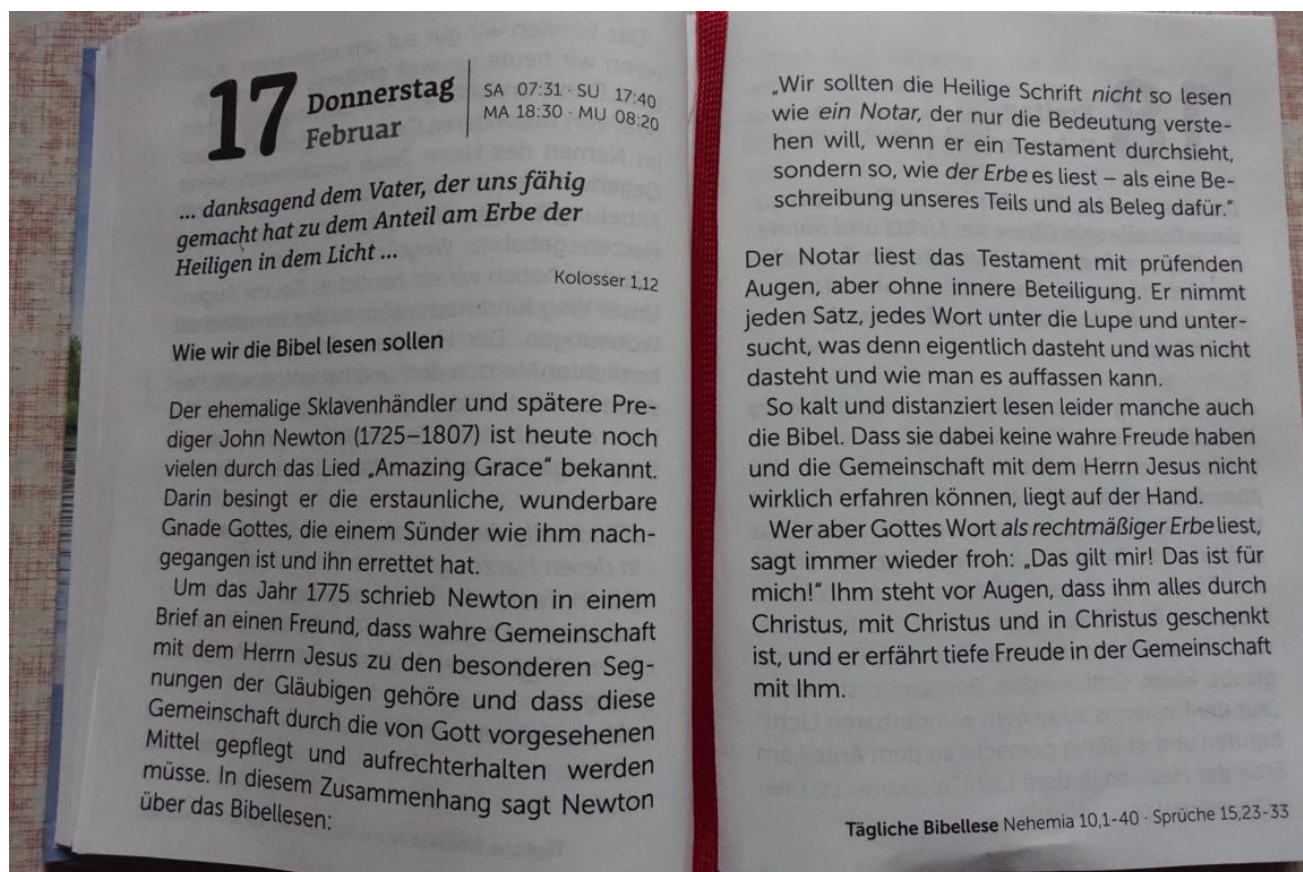 17 Donnerstag
Februar
SA 07:31 · SU 17:40
MA 18:30 · MU 08:20
... danksagend dem Vater, der uns fähig
gemacht hat zu dem Anteil am Erbe der
Heiligen in dem Licht ...
Kolosser 1,12
Wie wir die Bibel lesen sollen
Der ehemalige Sklavenhändler und spätere Pre-
diger John Newton (1725–1807) ist heute noch
vielen durch das Lied „Amazing Grace“ bekannt.
Darin besingt er die erstaunliche, wunderbare
Gnade Gottes, die einem Sünder wie ihm nach-
gegangen ist und ihn errettet hat.
Um das Jahr 1775 schrieb Newton in einem
Brief an einen Freund, dass wahre Gemeinschaft
mit dem Herrn Jesus zu den besonderen Seg-
nungen der Gläubigen gehöre und dass diese
Gemeinschaft durch die von Gott vorgesehenen
Mittel gepflegt und aufrechterhalten werden
müsse. In diesem Zusammenhang sagt Newton
über das Bibellesen:
„Wir sollten die Heilige Schrift nicht so lesen
wie ein Notar, der nur die Bedeutung verste-
hen will, wenn er ein Testament durchsieht,
sondern so, wie der Erbe es liest – als eine Be-
schreibung unseres Teils und als Beleg dafür.“
Der Notar liest das Testament mit prüfenden
Augen, aber ohne innere Beteiligung. Er nimmt
jeden Satz, jedes Wort unter die Lupe und unter-
sucht, was denn eigentlich dasteht und was nicht
dasteht und wie man es auffassen kann.
So kalt und distanziert lesen leider manche auch
die Bibel. Dass sie dabei keine wahre Freude haben
und die Gemeinschaft mit dem Herrn Jesus nicht
wirklich erfahren können, liegt auf der Hand.
Wer aber Gottes Wort als rechtmäßiger Erbe liest,
sagt immer wieder froh: „Das gilt mir! Das ist für
mich!“ Ihm steht vor Augen, dass ihm alles durch
Christus, mit Christus und in Christus geschenkt
ist, und er erfährt tiefe Freude in der Gemeinschaft
mit Ihm.
Tägliche Bibellese Nehemia 10,1-40 · Sprüche 15,23-33